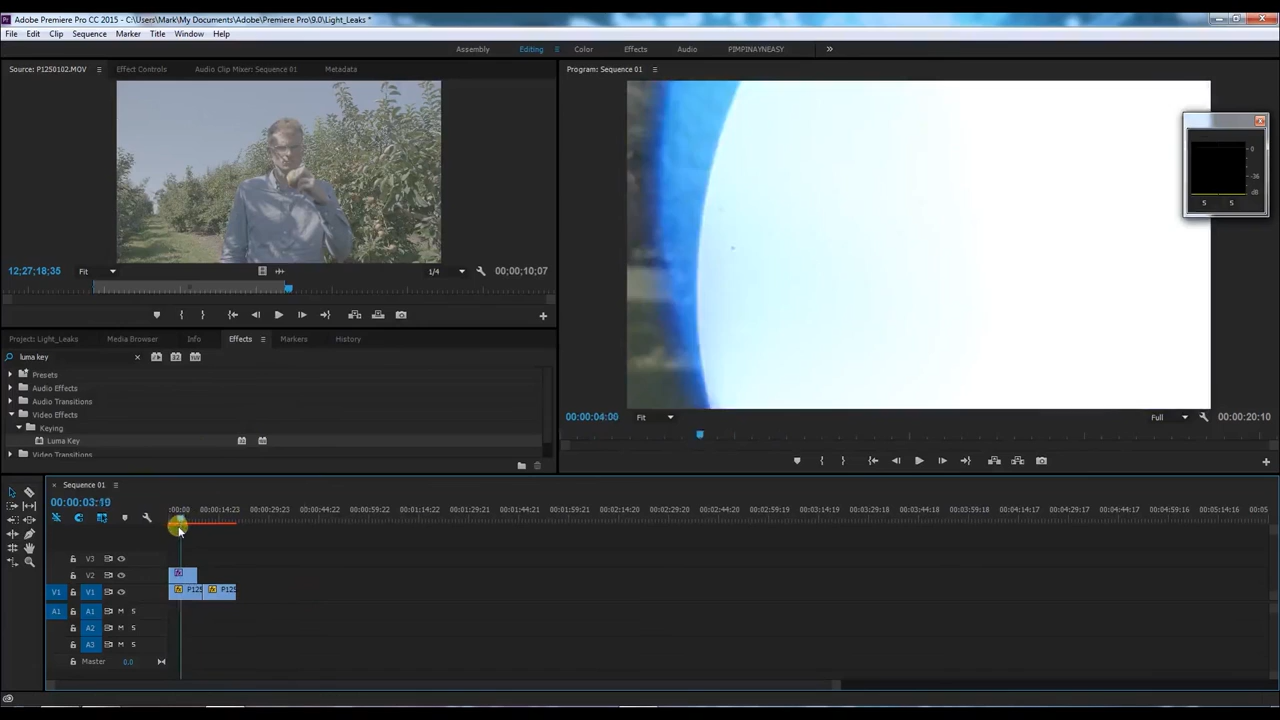 Adobe Premiere Pro CC 2015 - C:\Users\Mark\My Documents\Adobe\Premiere Pro\9.0\Light_Leaks *
File Edit Clip Sequence Marker Title Window Help
Assembly Editing Color Effects Audio PIMPINAYNEASY »
Source: P1250102.MOV Effect Controls Audio Clip Mixer: Sequence 01 Metadata
Program: Sequence 01
0
-36
dB
S S
12;27;18;35 Fit 1/4 00;00;10;07
Project: Light_Leaks Media Browser Info Effects Markers History
luma key
Presets
Audio Effects
Audio Transitions
Video Effects
Keying
Luma Key
Video Transitions
00:00:04:00 Fit Full 00:00:20:10
Sequence 01
00:00:03:19
:00:00 00:00:14:23 00:00:29:23 00:00:44:22 00:00:59:22 00:01:14:22 00:01:29:21 00:01:44:21 00:01:59:21 00:02:14:20 00:02:29:20 00:02:44:20 00:02:59:19 00:03:14:19 00:03:29:18 00:03:44:18 00:03:59:18 00:04:14:17 00:04:29:17 00:04:44:17 00:04:59:16 00:05
V3
V2 fx
V1 V1 fx P125 fx P125
A1 A1 M S
A2 M S
A3 M S
Master 0.0